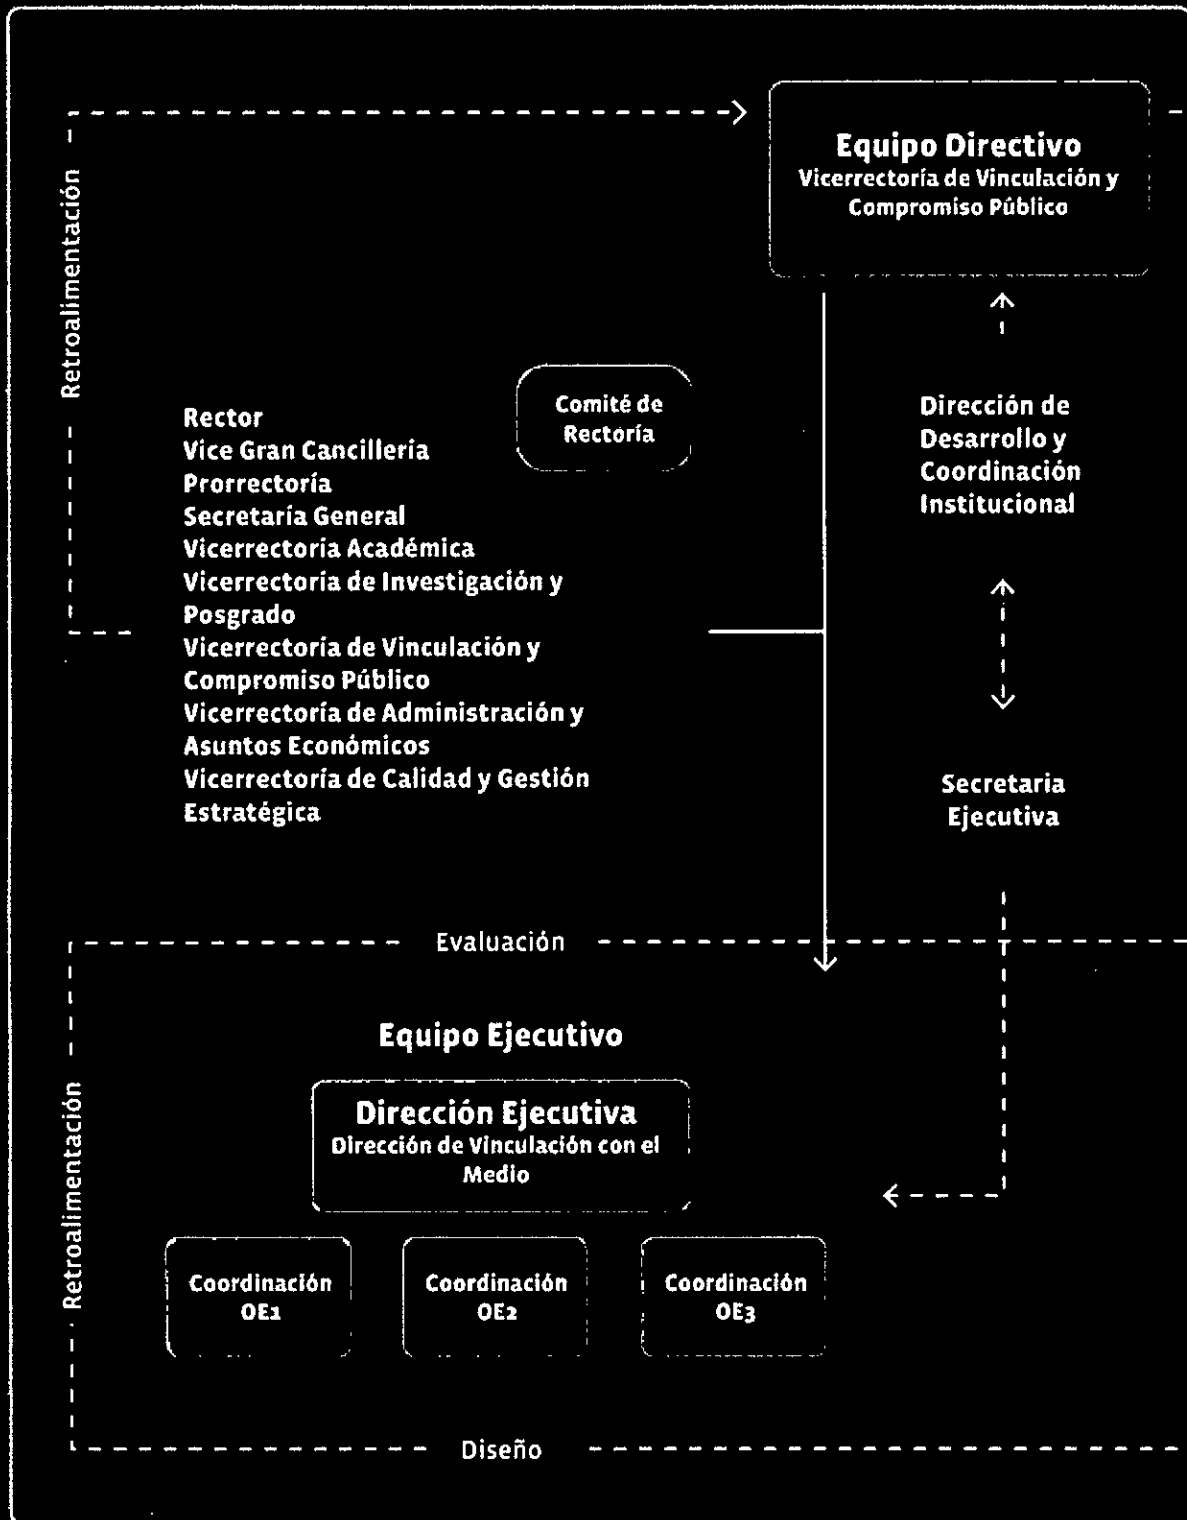 Equipo Directivo
Vicerrectoría de Vinculación y
Compromiso Público
Retroalimentación
Comité de
Rectoría
Rector
Vice Gran Cancillería
Prorrectoría
Secretaría General
Vicerrectoría Académica
Vicerrectoría de Investigación y
Posgrado
Vicerrectoría de Vinculación y
Compromiso Público
Vicerrectoría de Administración y
Asuntos Económicos
Vicerrectoría de Calidad y Gestión
Estratégica
Dirección de
Desarrollo y
Coordinación
Institucional
Secretaria
Ejecutiva
Evaluación
Equipo Ejecutivo
Dirección Ejecutiva
Dirección de Vinculación con el
Medio
Retroalimentación
Coordinación
OE1
Coordinación
OE2
Coordinación
OE3
Diseño